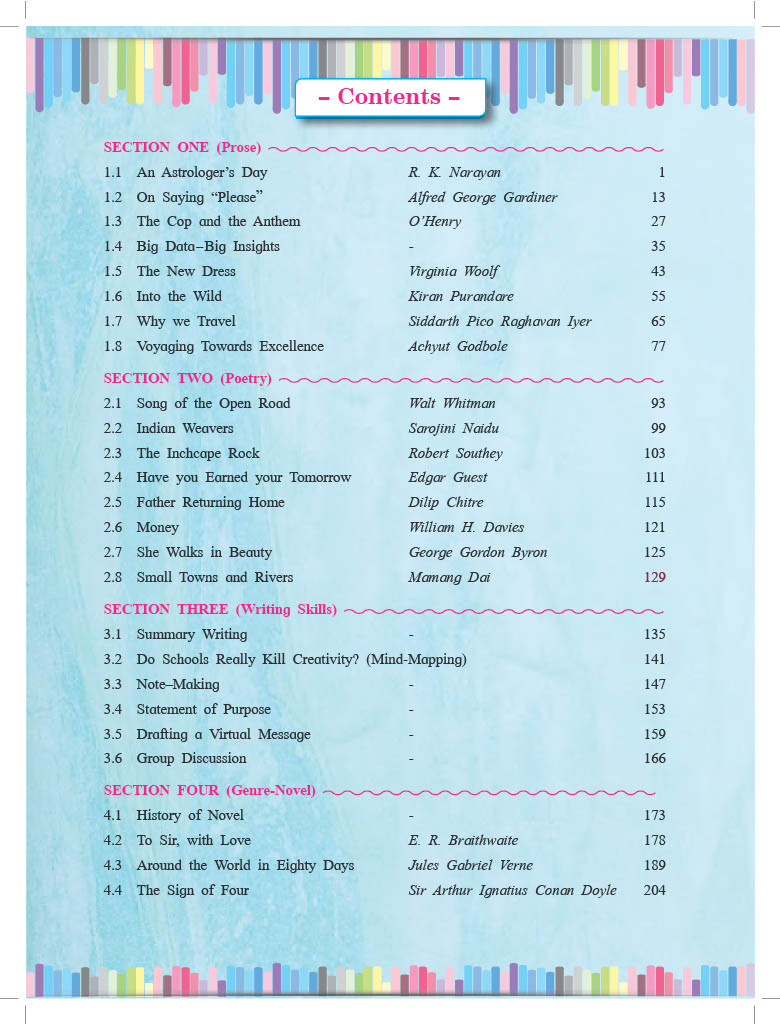 – Contents –
SECTION ONE (Prose)
1.1 An Astrologer’s Day R. K. Narayan 1
1.2 On Saying “Please” Alfred George Gardiner 13
1.3 The Cop and the Anthem O’Henry 27
1.4 Big Data–Big Insights - 35
1.5 The New Dress Virginia Woolf 43
1.6 Into the Wild Kiran Purandare 55
1.7 Why we Travel Siddarth Pico Raghavan Iyer 65
1.8 Voyaging Towards Excellence Achyut Godbole 77
SECTION TWO (Poetry)
2.1 Song of the Open Road Walt Whitman 93
2.2 Indian Weavers Sarojini Naidu 99
2.3 The Inchcape Rock Robert Southey 103
2.4 Have you Earned your Tomorrow Edgar Guest 111
2.5 Father Returning Home Dilip Chitre 115
2.6 Money William H. Davies 121
2.7 She Walks in Beauty George Gordon Byron 125
2.8 Small Towns and Rivers Mamang Dai 129
SECTION THREE (Writing Skills)
3.1 Summary Writing - 135
3.2 Do Schools Really Kill Creativity? (Mind-Mapping) 141
3.3 Note–Making - 147
3.4 Statement of Purpose - 153
3.5 Drafting a Virtual Message - 159
3.6 Group Discussion - 166
SECTION FOUR (Genre-Novel)
4.1 History of Novel - 173
4.2 To Sir, with Love E. R. Braithwaite 178
4.3 Around the World in Eighty Days Jules Gabriel Verne 189
4.4 The Sign of Four Sir Arthur Ignatius Conan Doyle 204